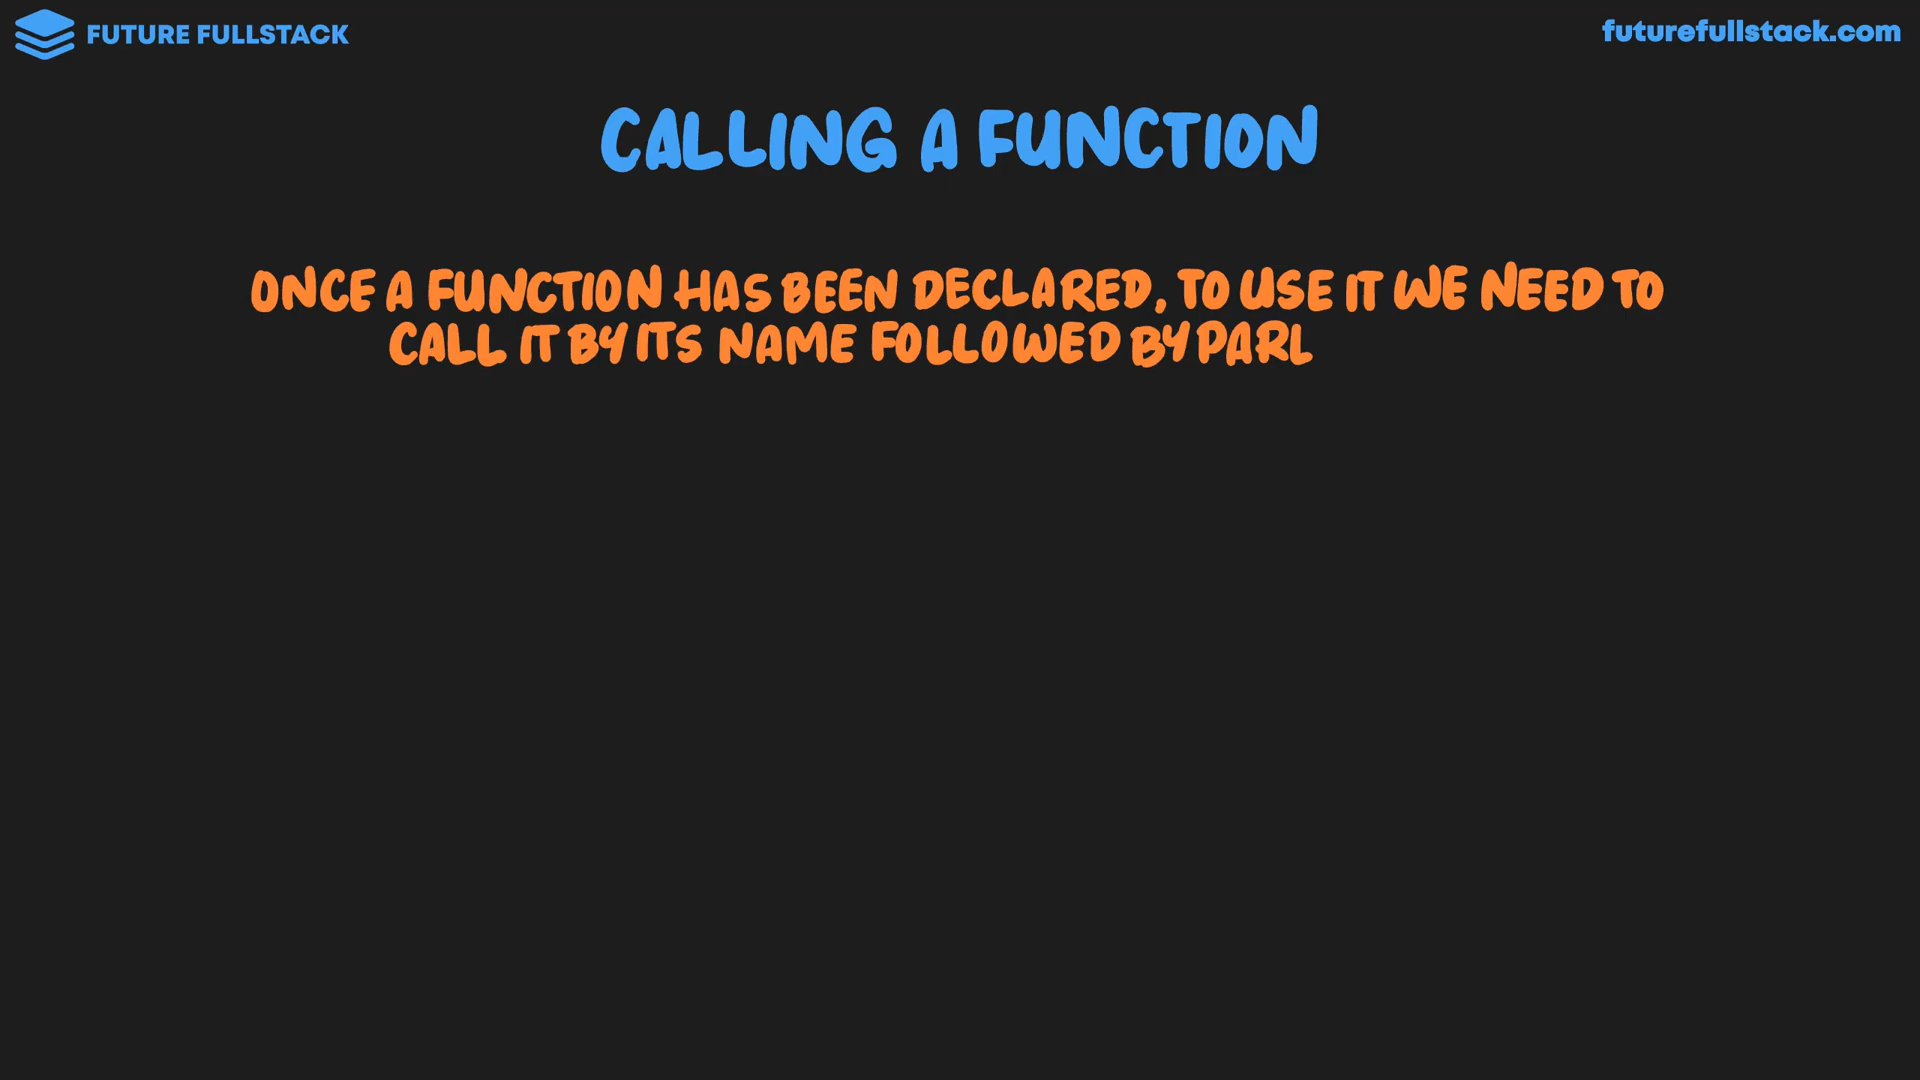 FUTURE FULLSTACK
futurefullstack.com
CALLING A FUNCTION
ONCE A FUNCTION HAS BEEN DECLARED, TO USE IT WE NEED TO
CALL IT BY ITS NAME FOLLOWED BY PARL